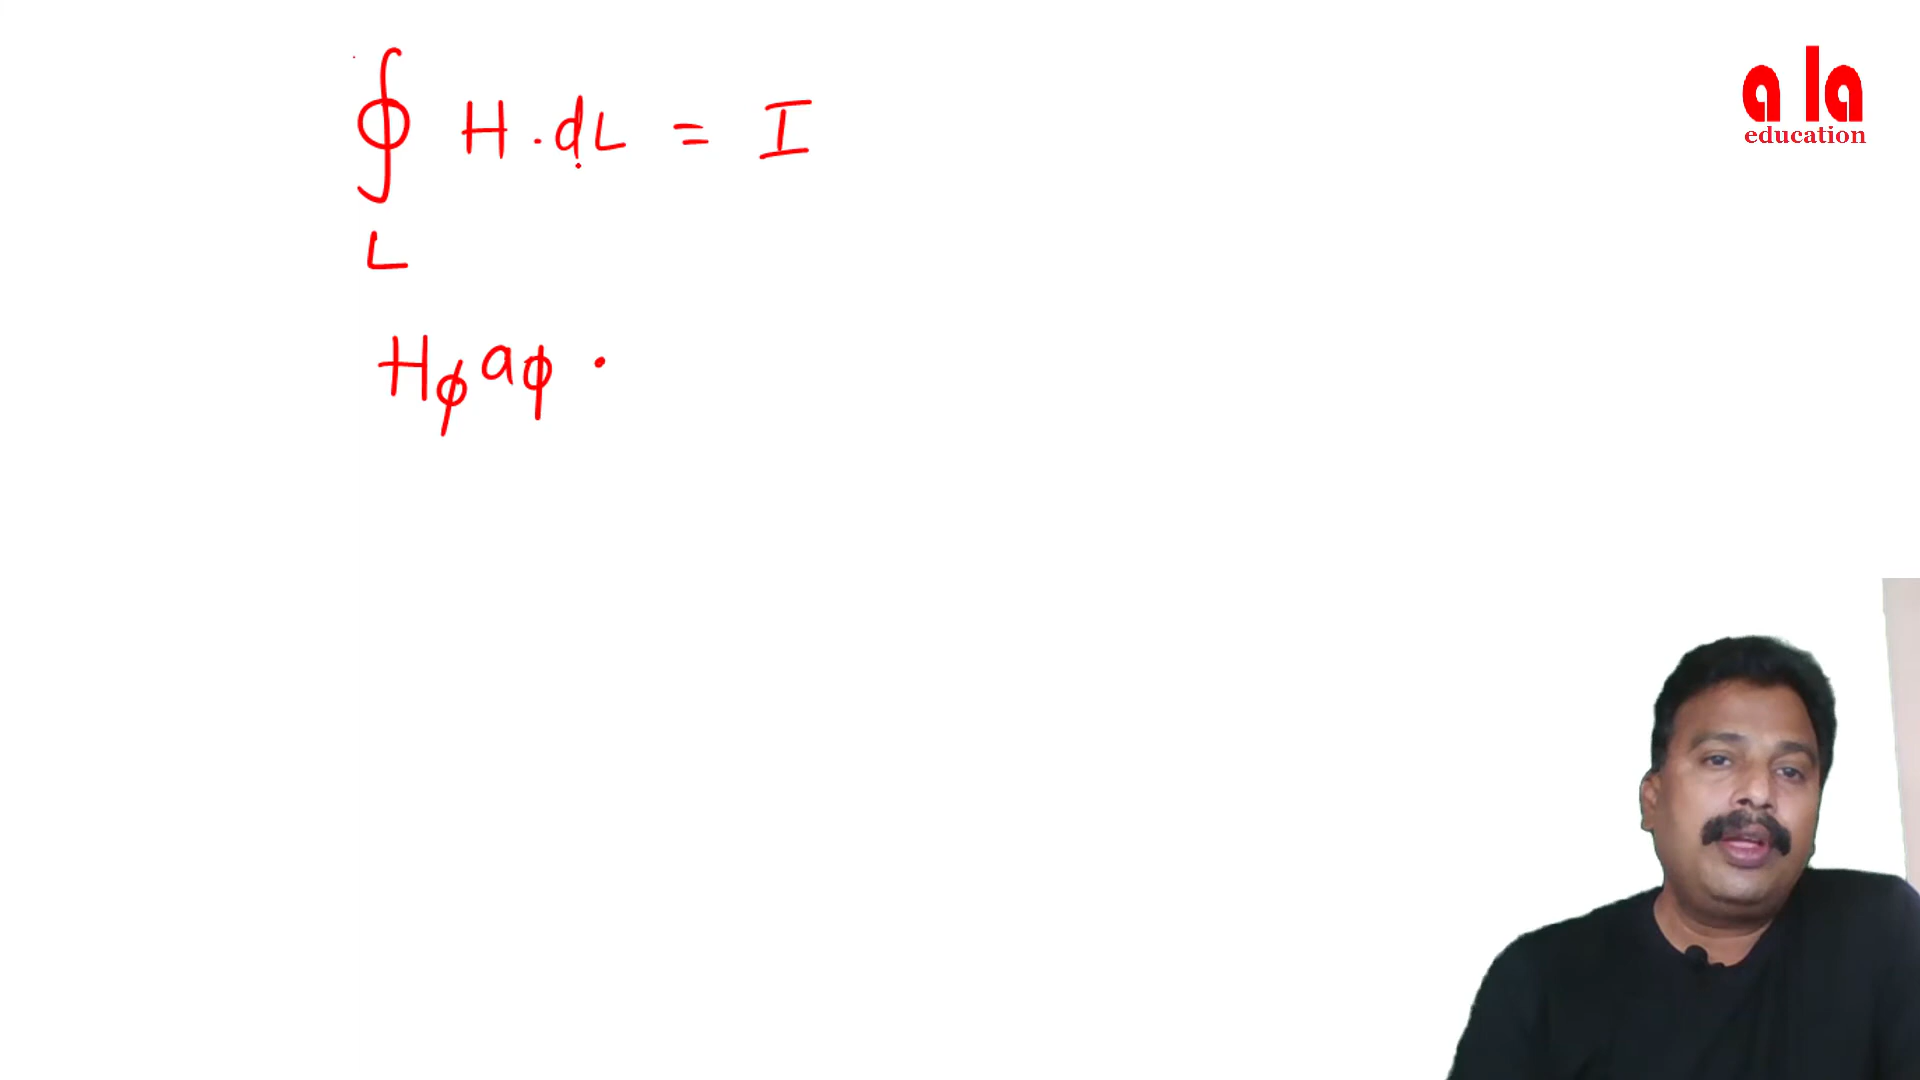 ∮ H . dL = I
L
Hϕ aϕ ·
a la
education